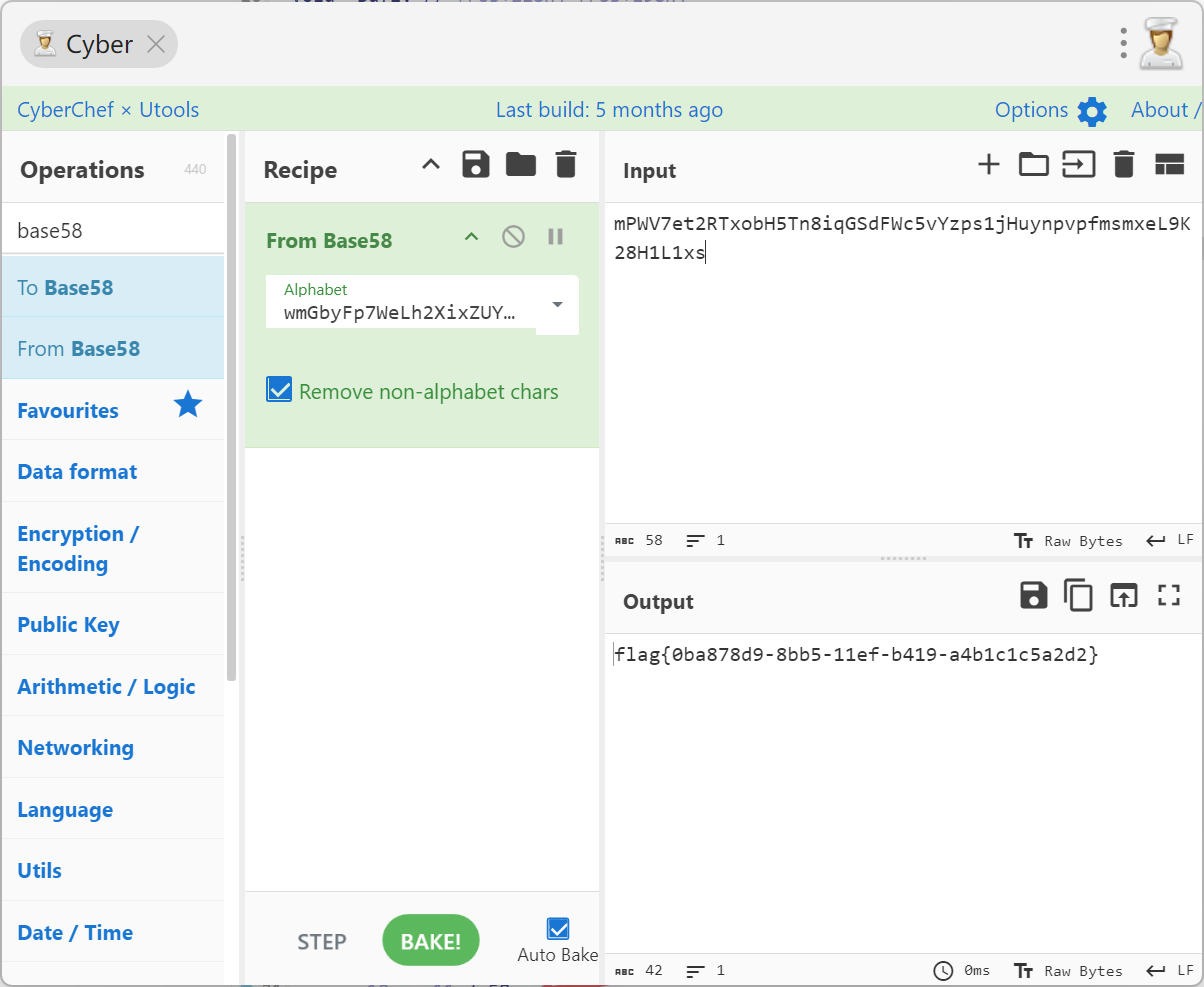 Cyber
CyberChef × Utools
Last build: 5 months ago
Options
About /
Operations
440
base58
To Base58
From Base58
Favourites
Data format
Encryption /
Encoding
Public Key
Arithmetic / Logic
Networking
Language
Utils
Date / Time
Recipe
From Base58
Alphabet
wmGbyFp7WeLh2XixZUY…
Remove non-alphabet chars
STEP
BAKE!
Auto Bake
Input
mPWV7et2RTxobH5Tn8iqGSdFWc5vYzps1jHuynpvpfmsmxeL9K
28H1L1xs
ABC 58
1
Raw Bytes
LF
Output
flag{0ba878d9-8bb5-11ef-b419-a4b1c1c5a2d2}
ABC 42
1
0ms
Raw Bytes
LF